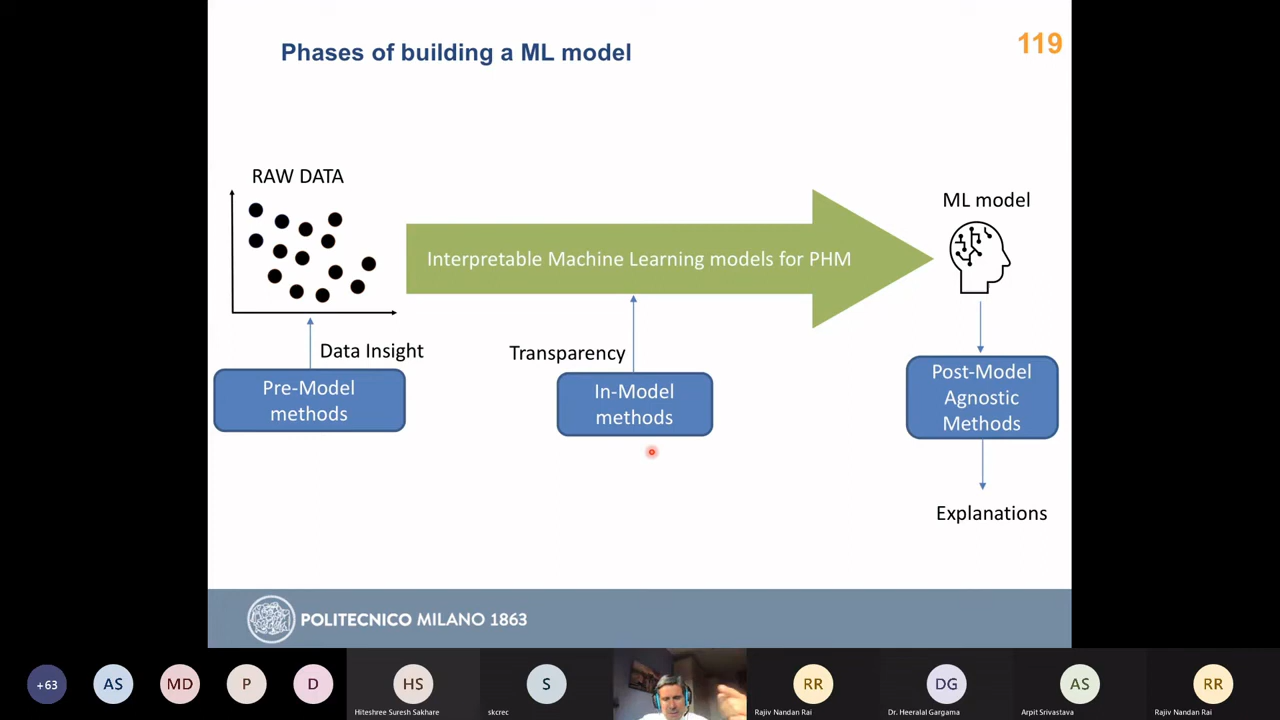 Phases of building a ML model
119
RAW DATA
ML model
Interpretable Machine Learning models for PHM
Data Insight
Transparency
Pre-Model
methods
In-Model
methods
Post-Model
Agnostic
Methods
Explanations
POLITECNICO MILANO 1863
+63
AS
MD
P
D
HS
S
RR
DG
AS
RR
Hiteshree Suresh Sakhare
skcrec
Rajiv Nandan Rai
Dr. Heeralal Gargama
Arpit Srivastava
Rajiv Nandan Rai